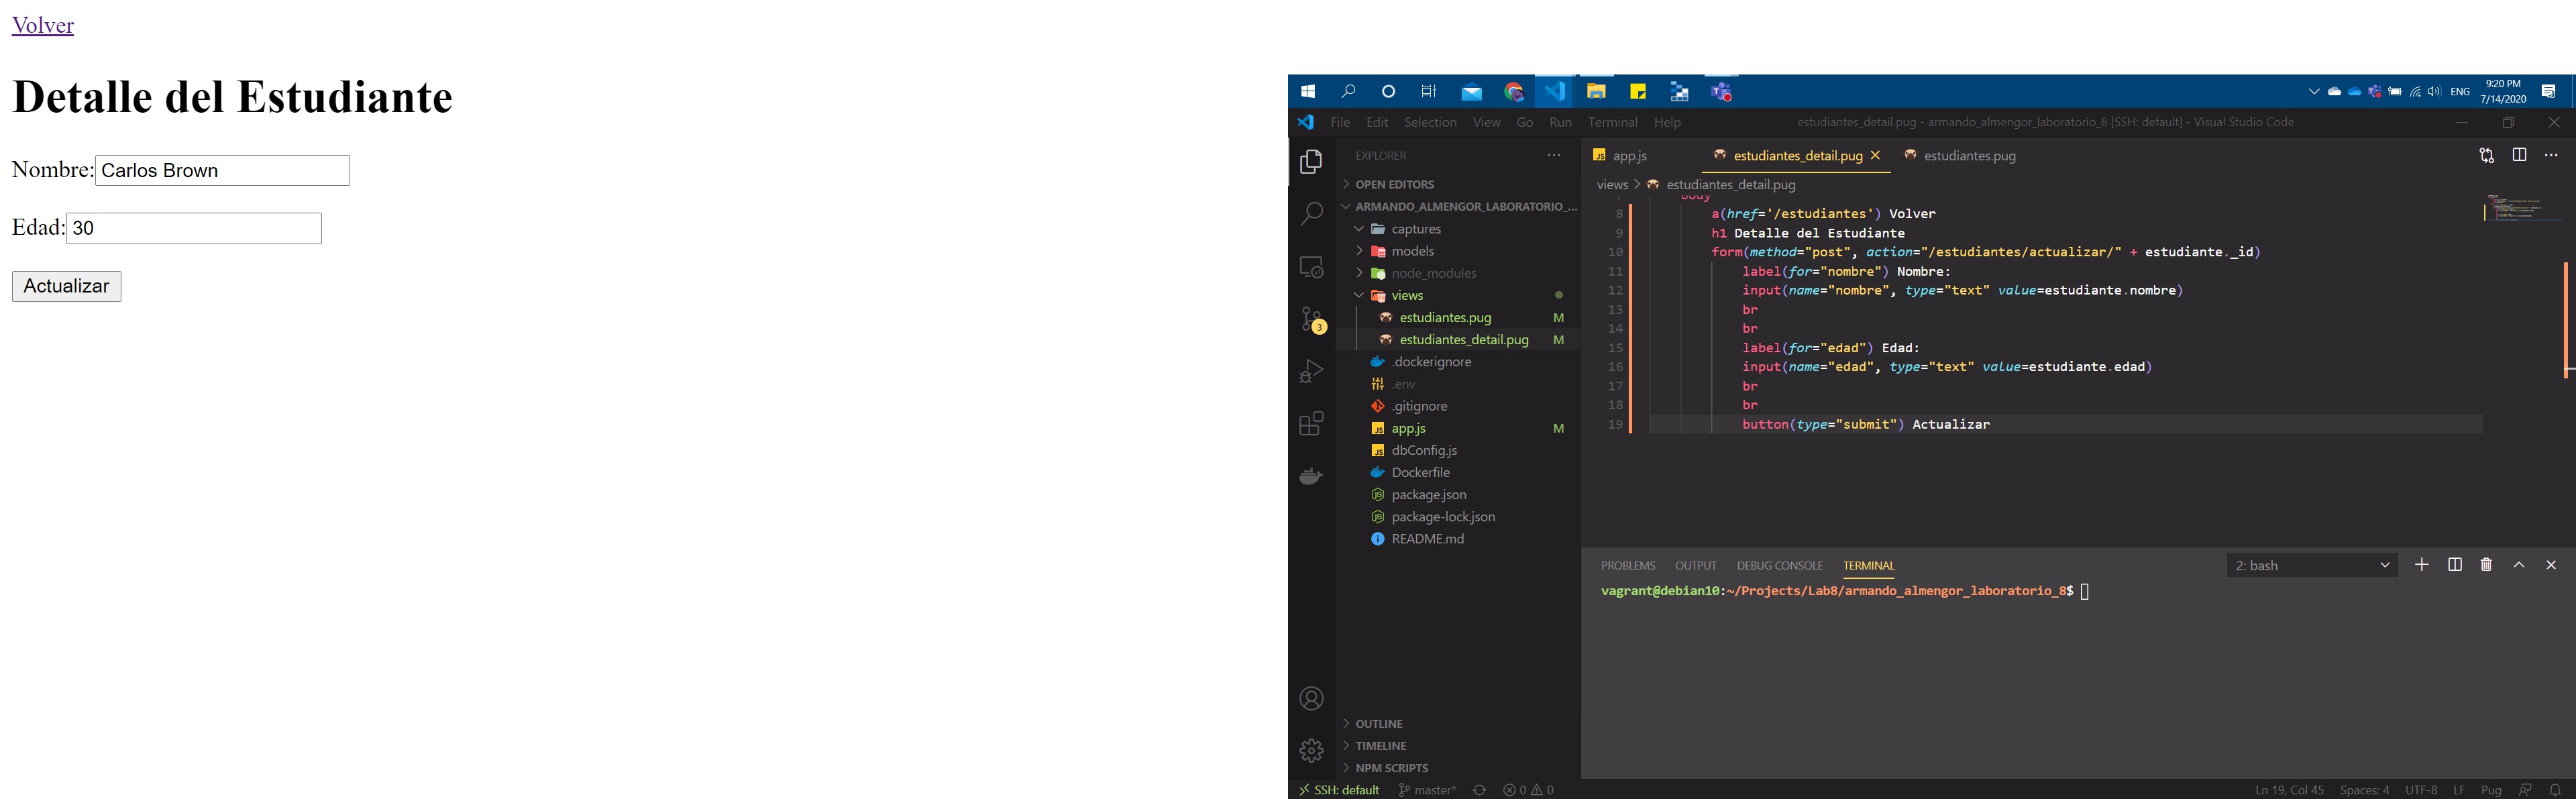 Volver
Detalle del Estudiante
Nombre: Carlos Brown
Edad: 30
Actualizar
ENG
9:20 PM
7/14/2020
File Edit Selection View Go Run Terminal Help
estudiantes_detail.pug - armando_almengor_laboratorio_8 [SSH: default] - Visual Studio Code
EXPLORER
OPEN EDITORS
ARMANDO_ALMENGOR_LABORATORIO_...
captures
models
node_modules
views
estudiantes.pug M
estudiantes_detail.pug M
.dockerignore
.env
.gitignore
app.js M
dbConfig.js
Dockerfile
package.json
package-lock.json
README.md
OUTLINE
TIMELINE
NPM SCRIPTS
3
app.js estudiantes_detail.pug estudiantes.pug
views > estudiantes_detail.pug
7 body
8 a(href='/estudiantes') Volver
9 h1 Detalle del Estudiante
10 form(method="post", action="/estudiantes/actualizar/" + estudiante._id)
11 label(for="nombre") Nombre:
12 input(name="nombre", type="text" value=estudiante.nombre)
13 br
14 br
15 label(for="edad") Edad:
16 input(name="edad", type="text" value=estudiante.edad)
17 br
18 br
19 button(type="submit") Actualizar
PROBLEMS OUTPUT DEBUG CONSOLE TERMINAL
2: bash
vagrant@debian10:~/Projects/Lab8/armando_almengor_laboratorio_8$
SSH: default master* 0 0
Ln 19, Col 45 Spaces: 4 UTF-8 LF Pug